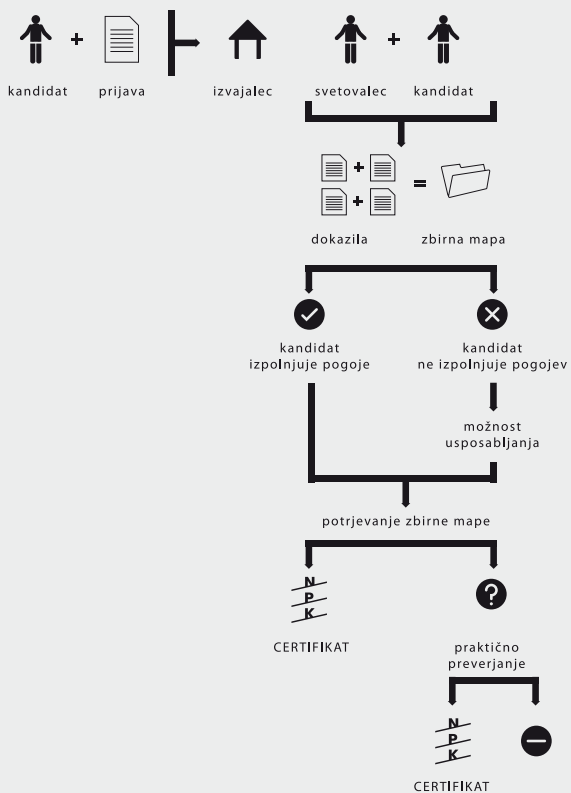 kandidat prijava izvajalec svetovalec kandidat
dokazila zbirna mapa
kandidat
izpolnjuje pogoje
kandidat
ne izpolnjuje pogojev
možnost
usposabljanja
potrjevanje zbirne mape
N
P
K
CERTIFIKAT
praktično
preverjanje
N
P
K
CERTIFIKAT